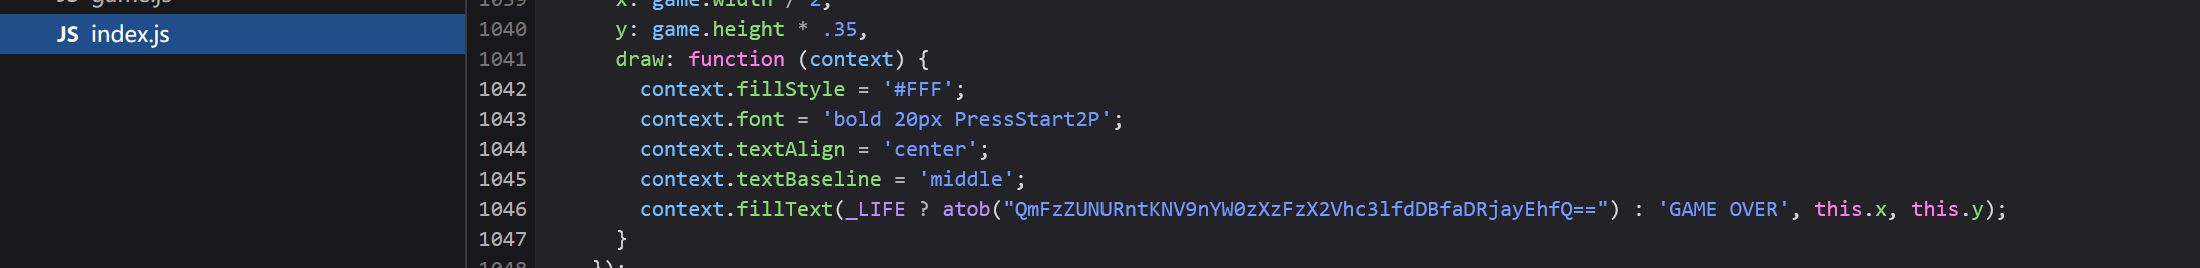 game.js
JS index.js
1039 x: game.width / 2,
1040 y: game.height * .35,
1041 draw: function (context) {
1042 context.fillStyle = '#FFF';
1043 context.font = 'bold 20px PressStart2P';
1044 context.textAlign = 'center';
1045 context.textBaseline = 'middle';
1046 context.fillText(_LIFE ? atob("QmFzZUNURntKNV9nYW0zXzFzX2Vhc3lfdDBfaDRjayEhfQ==") : 'GAME OVER', this.x, this.y);
1047 }
1048 });